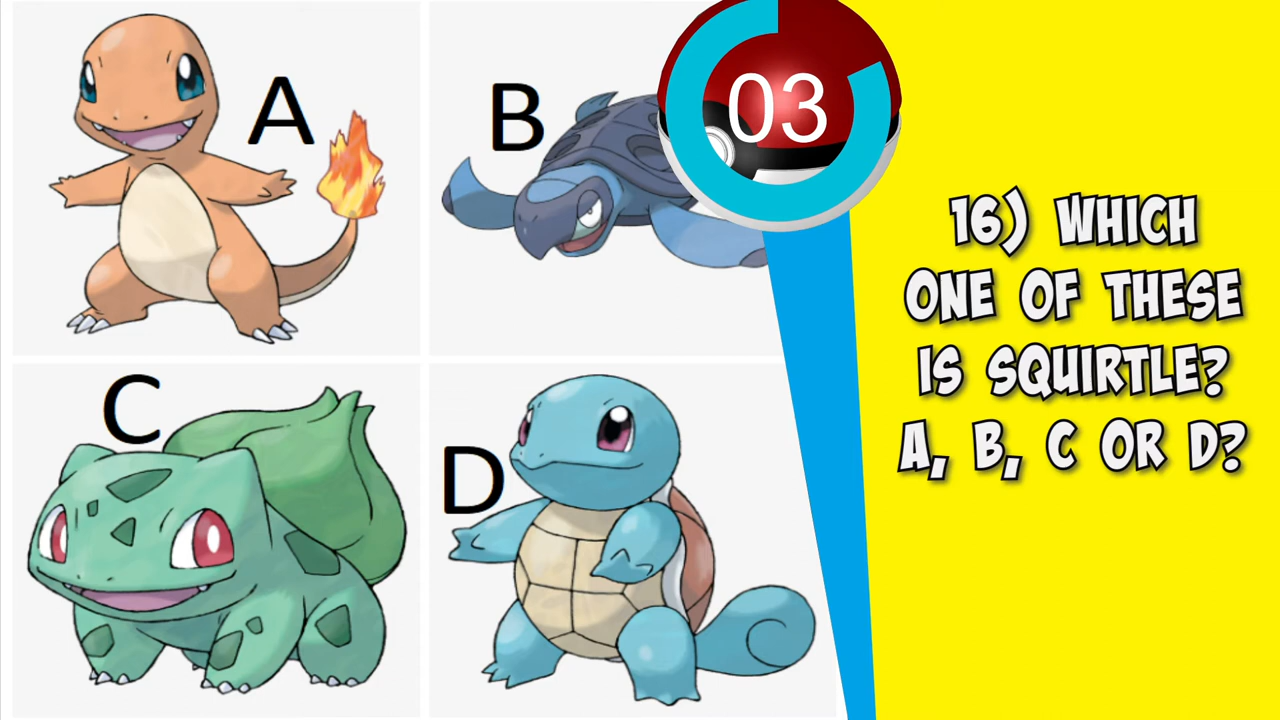 A
B
03
C
D
16) WHICH
ONE OF THESE
IS SQUIRTLE?
A, B, C OR D?